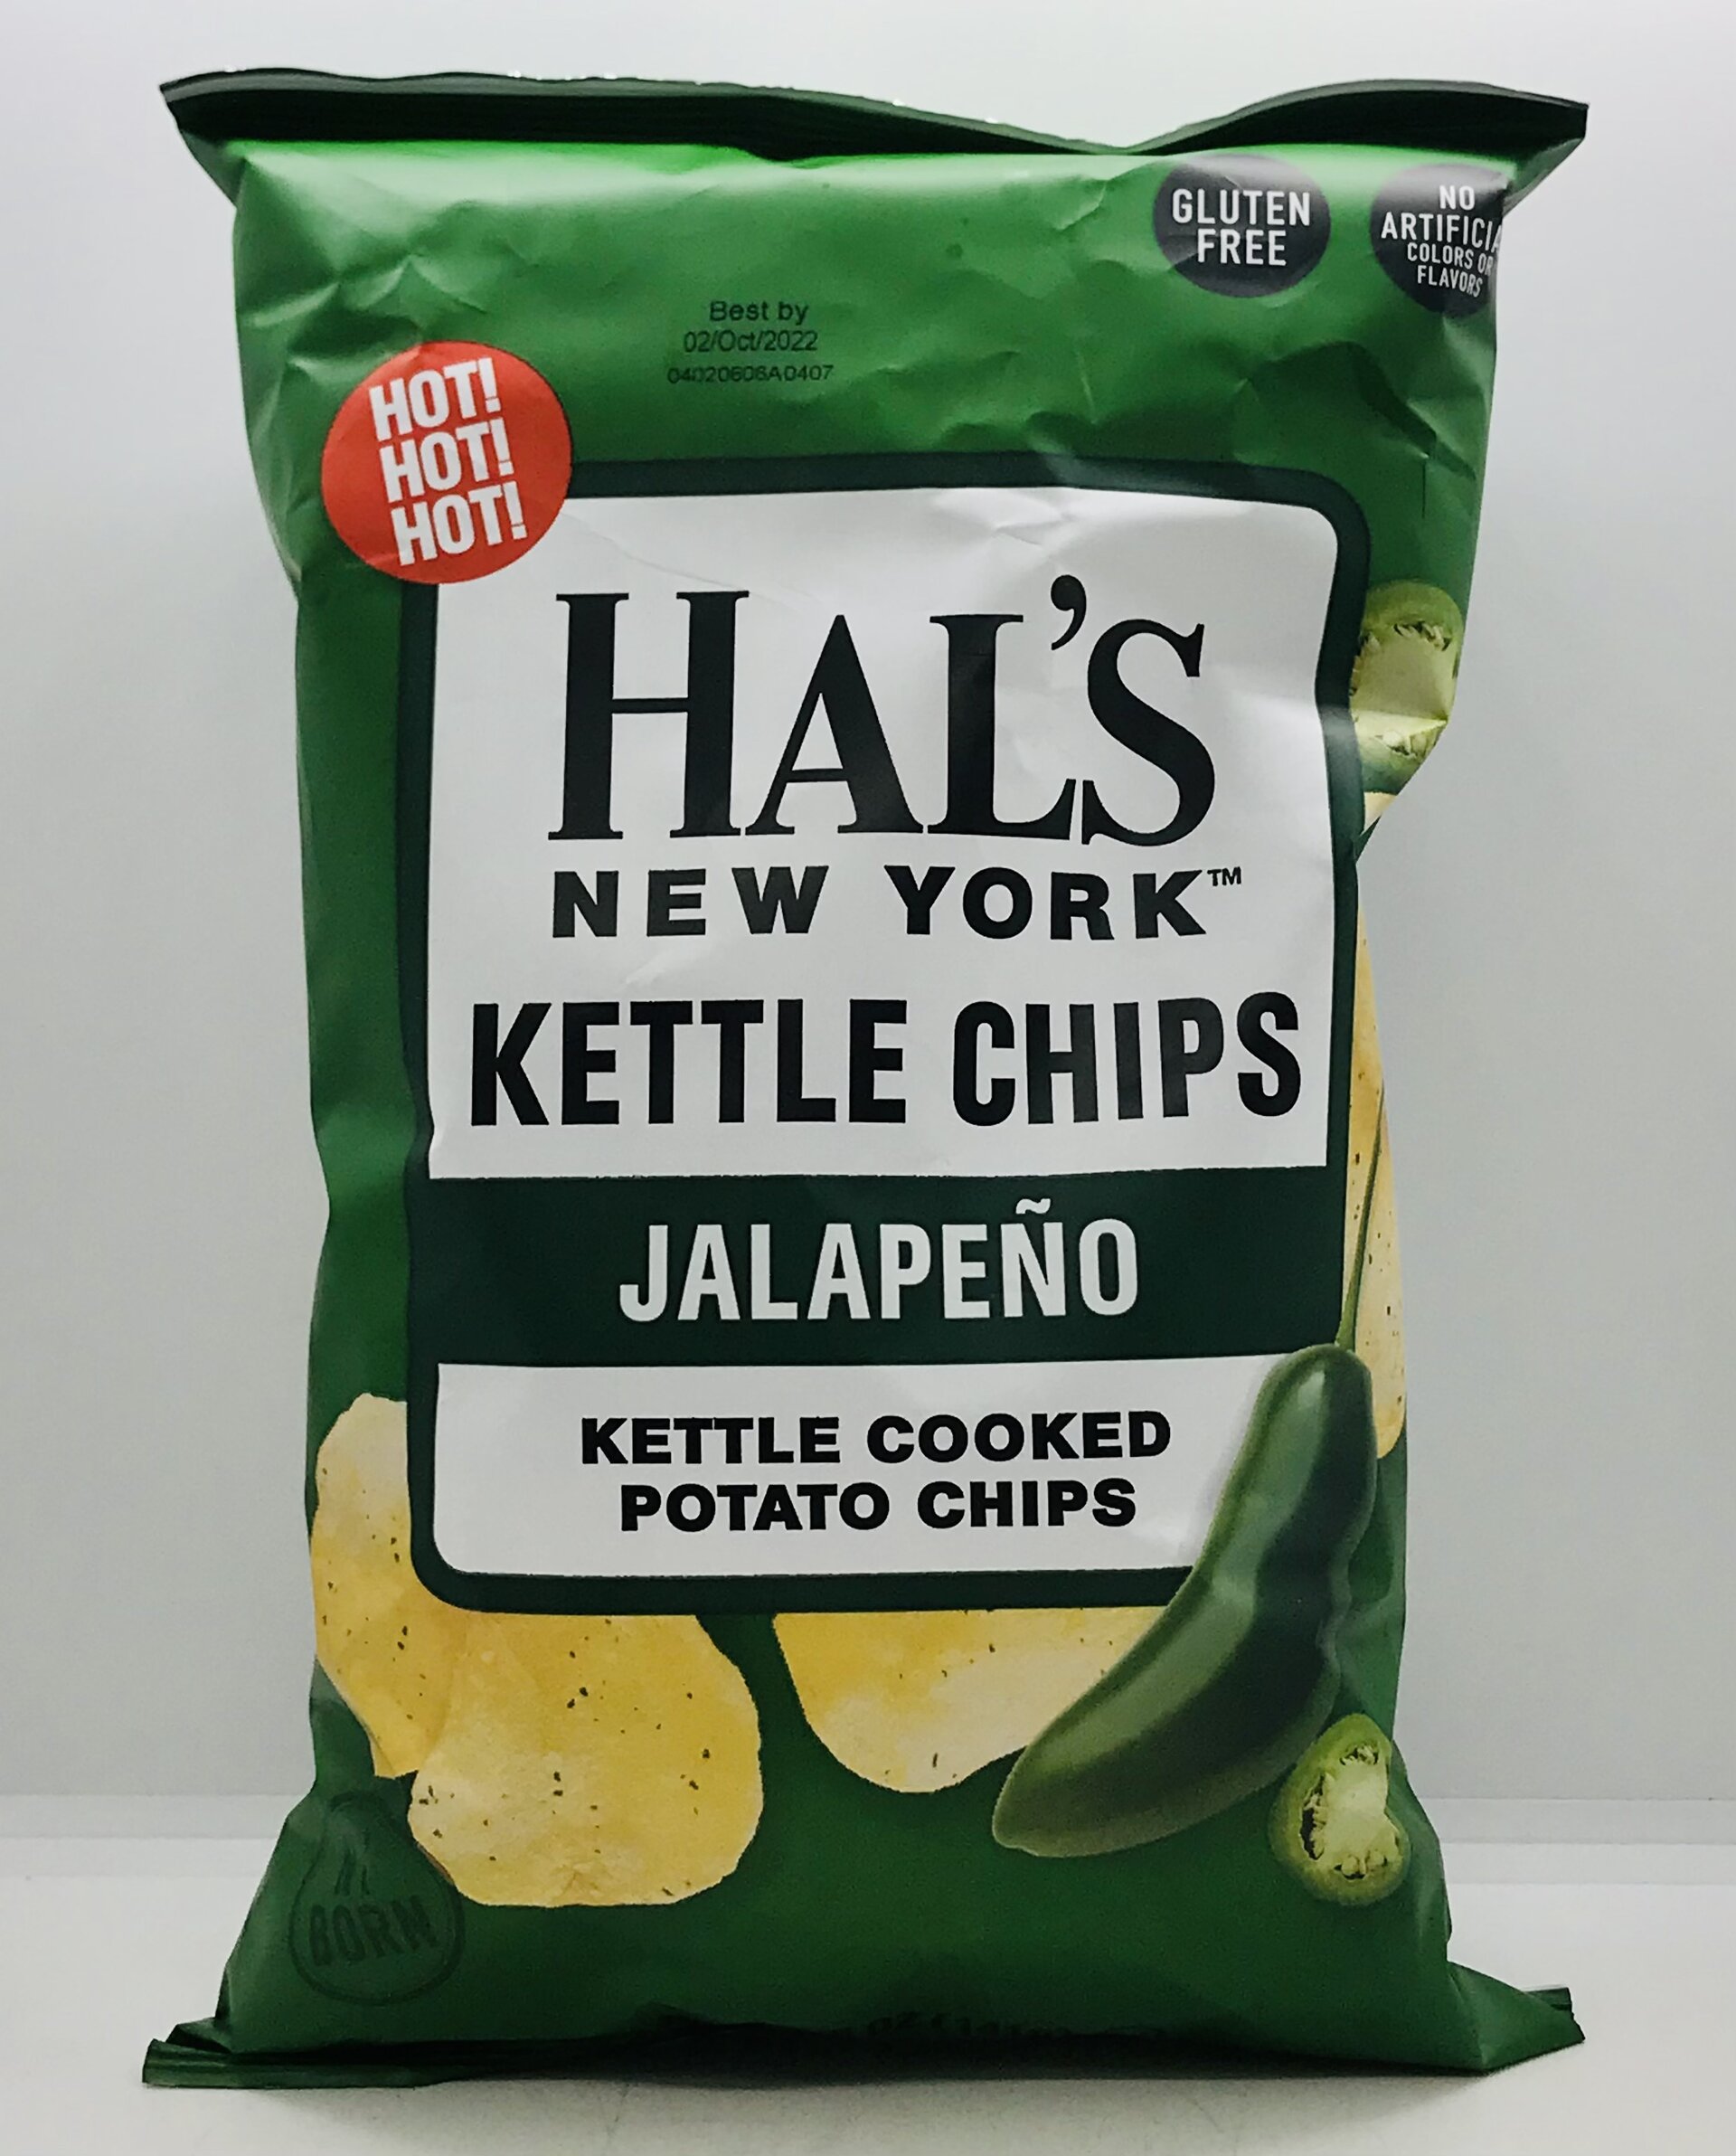 GLUTEN
FREE
NO
ARTIFICIA
COLORS OR
FLAVORS
Best by
02/Oct/2022
04020606A0407
HOT!
HOT!
HOT!
HAL'S
NEW YORK™
KETTLE CHIPS
JALAPEÑO
KETTLE COOKED
POTATO CHIPS
BORN